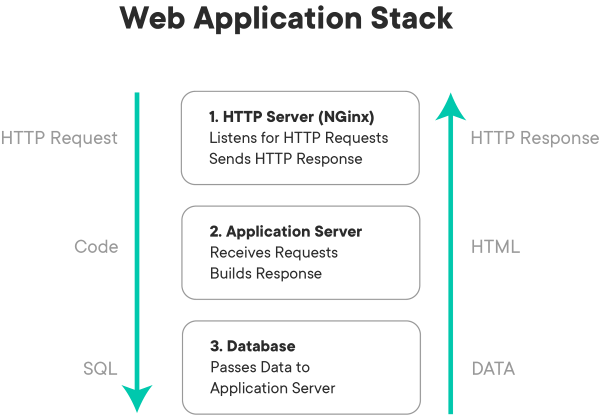 Web Application Stack
HTTP Request
1. HTTP Server (NGinx)
Listens for HTTP Requests
Sends HTTP Response
HTTP Response
Code
2. Application Server
Receives Requests
Builds Response
HTML
SQL
3. Database
Passes Data to
Application Server
DATA